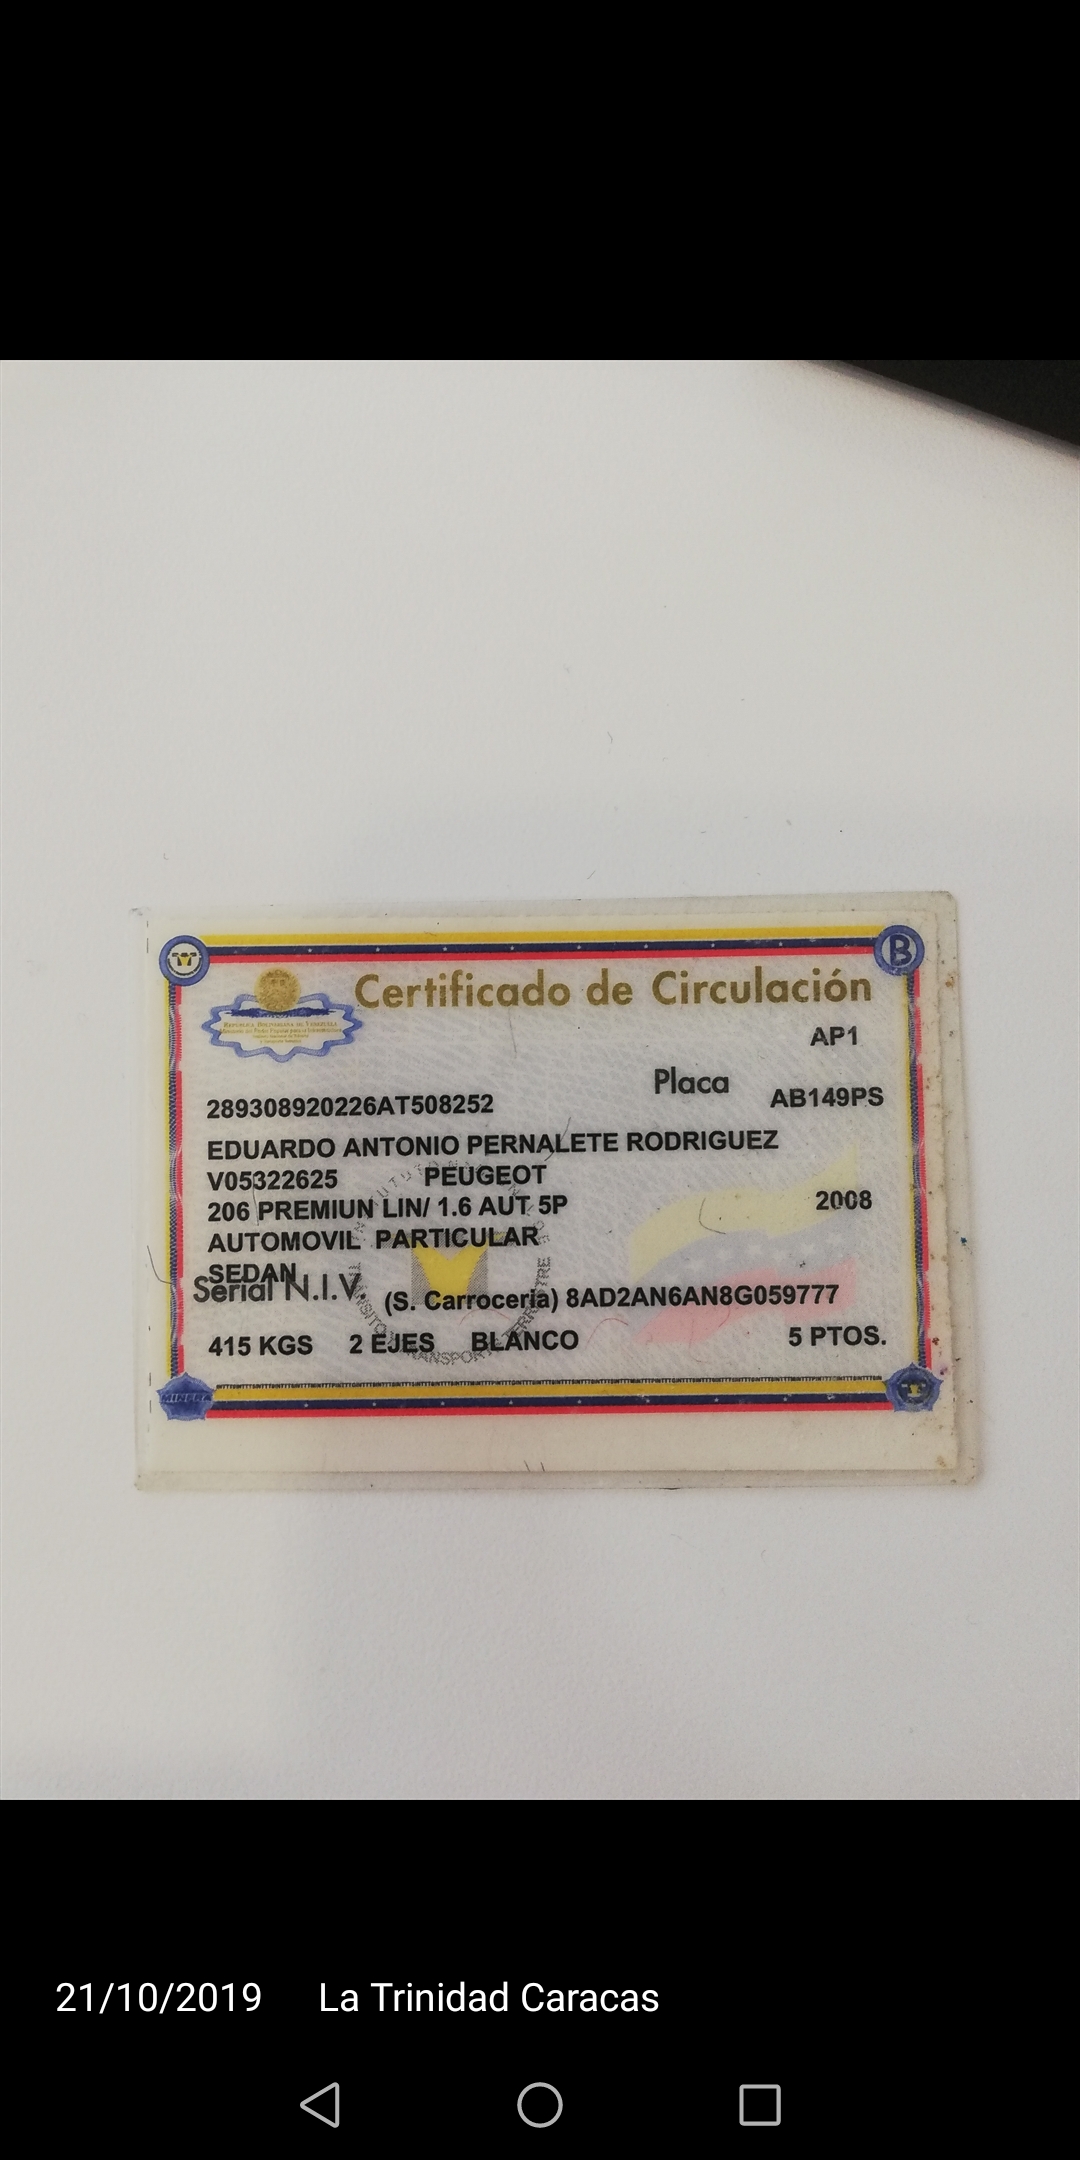 Certificado de Circulación
REPÚBLICA BOLIVARIANA DE VENEZUELA
AP1
Placa
AB149PS
289308920226AT508252
EDUARDO ANTONIO PERNALETE RODRIGUEZ
V05322625 PEUGEOT
206 PREMIUN LIN/ 1.6 AUT 5P 2008
AUTOMOVIL PARTICULAR
SEDAN
Serial N.I.V. (S. Carroceria) 8AD2AN6AN8G059777
415 KGS 2 EJES BLANCO 5 PTOS.
21/10/2019 La Trinidad Caracas